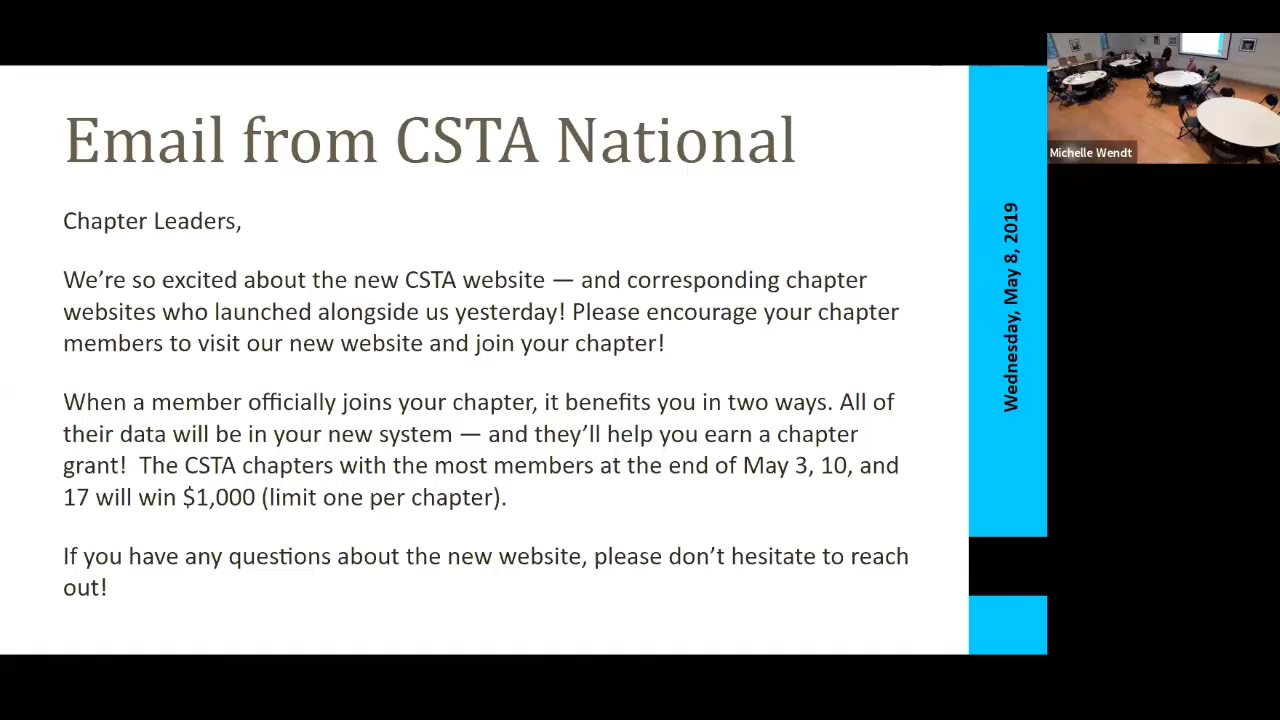 Email from CSTA National
Chapter Leaders,
We’re so excited about the new CSTA website — and corresponding chapter
websites who launched alongside us yesterday! Please encourage your chapter
members to visit our new website and join your chapter!
When a member officially joins your chapter, it benefits you in two ways. All of
their data will be in your new system — and they’ll help you earn a chapter
grant!  The CSTA chapters with the most members at the end of May 3, 10, and
17 will win $1,000 (limit one per chapter).
If you have any questions about the new website, please don’t hesitate to reach
out!
Wednesday, May 8, 2019
Michelle Wendt